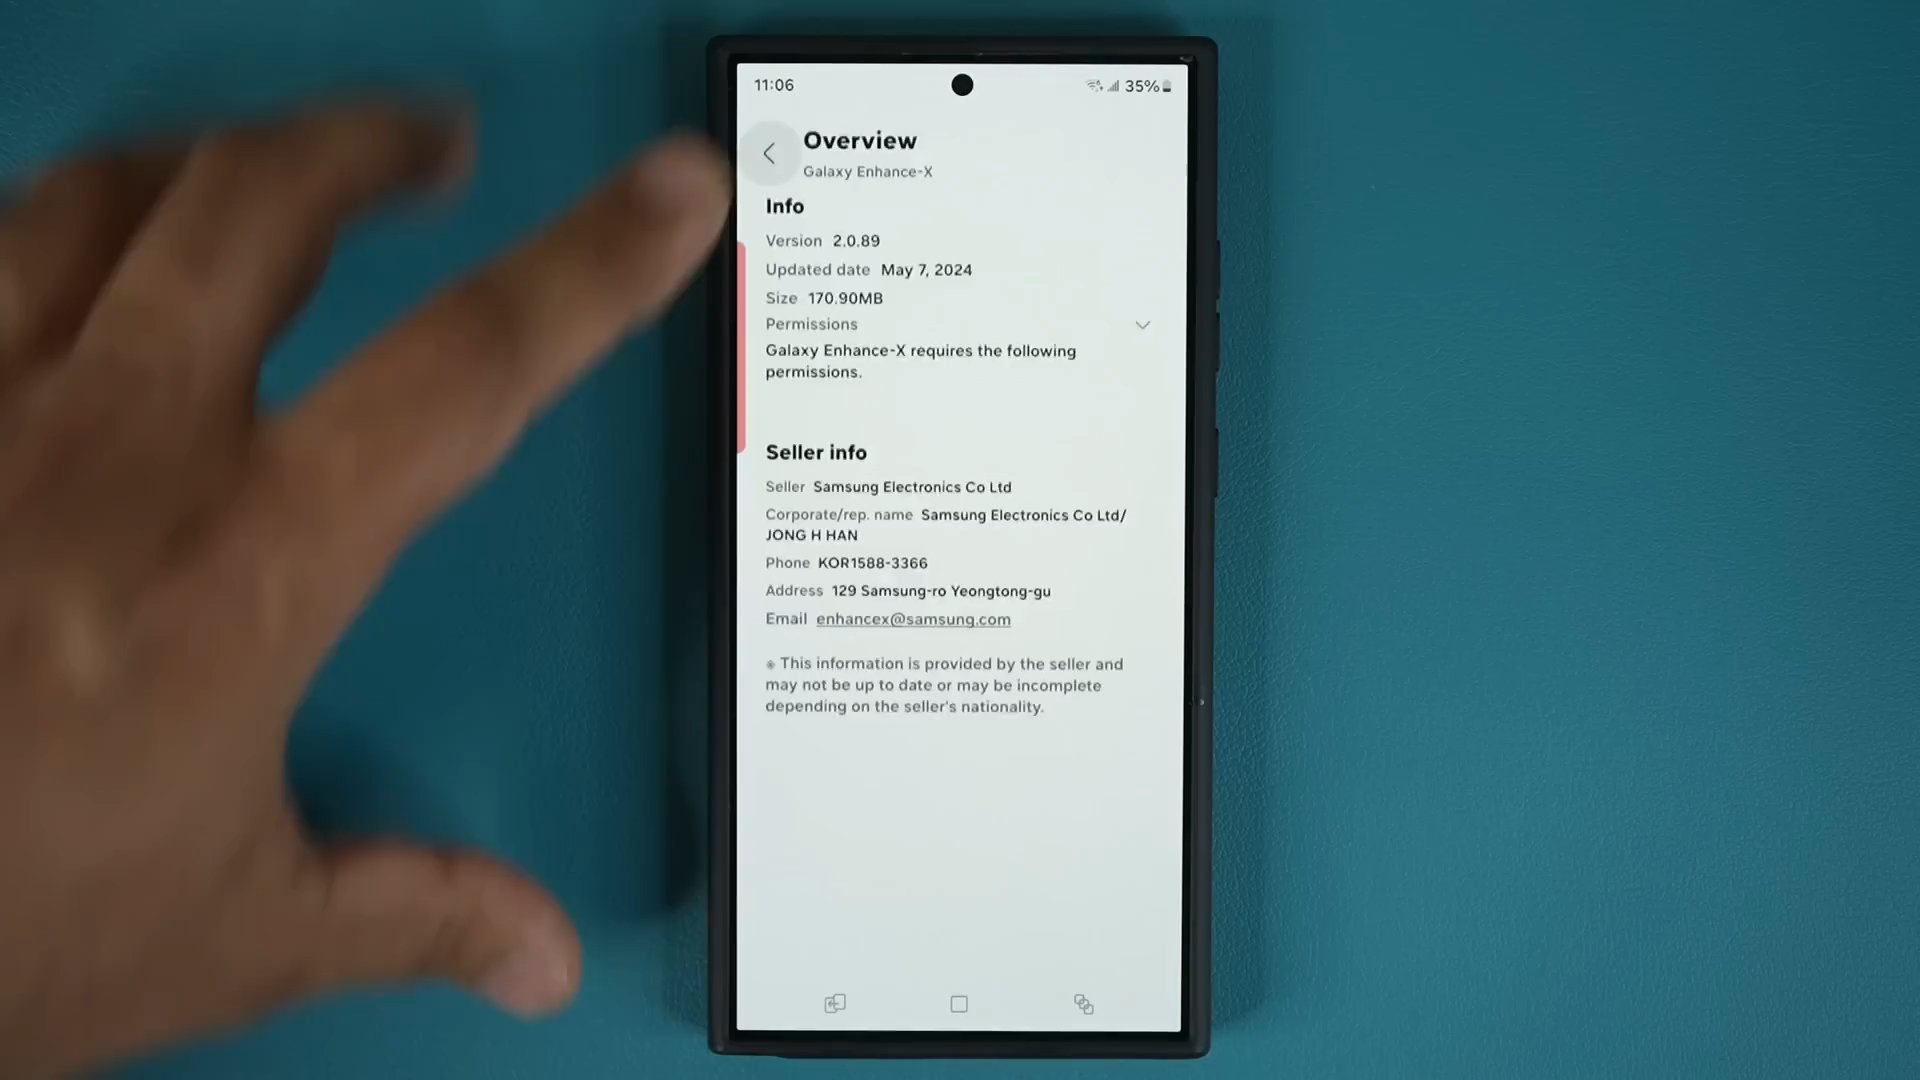 11:06
35%
Overview
Galaxy Enhance-X
Info
Version 2.0.89
Updated date May 7, 2024
Size 170.90MB
Permissions
Galaxy Enhance-X requires the following
permissions.
Seller info
Seller Samsung Electronics Co Ltd
Corporate/rep. name Samsung Electronics Co Ltd/
JONG H HAN
Phone KOR1588-3366
Address 129 Samsung-ro Yeongtong-gu
Email enhancex@samsung.com
※ This information is provided by the seller and
may not be up to date or may be incomplete
depending on the seller's nationality.